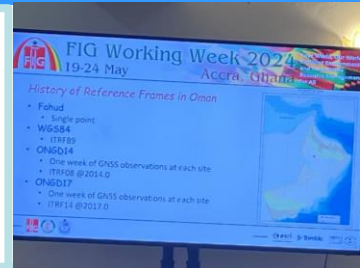 FIG Working Week 2024
19-24 May
Accra, Ghana
History of Reference Frames in Oman
• Fahud
• Single point
• WGS84
• ITRF89
• ONGD14
• One week of GNSS observations at each site
• ITRF08 @2014.0
• ONGD17
• One week of GNSS observations at each site
• ITRF14 @2017.0
FIG
esri
Trimble